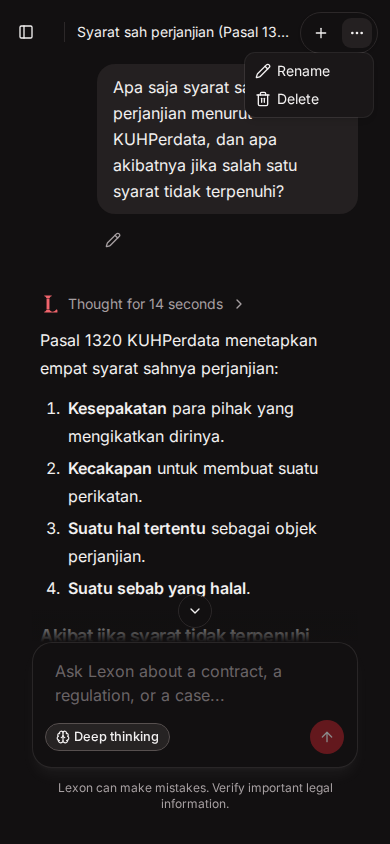 Syarat sah perjanjian (Pasal 13...
Rename
Delete
Apa saja syarat sa
perjanjian menurut
KUHPerdata, dan apa
akibatnya jika salah satu
syarat tidak terpenuhi?
L Thought for 14 seconds
Pasal 1320 KUHPerdata menetapkan
empat syarat sahnya perjanjian:
1. Kesepakatan para pihak yang
mengikatkan dirinya.
2. Kecakapan untuk membuat suatu
perikatan.
3. Suatu hal tertentu sebagai objek
perjanjian.
4. Suatu sebab yang halal.
Akibat jika syarat tidak terpenuhi
Ask Lexon about a contract, a
regulation, or a case...
Deep thinking
Lexon can make mistakes. Verify important legal
information.